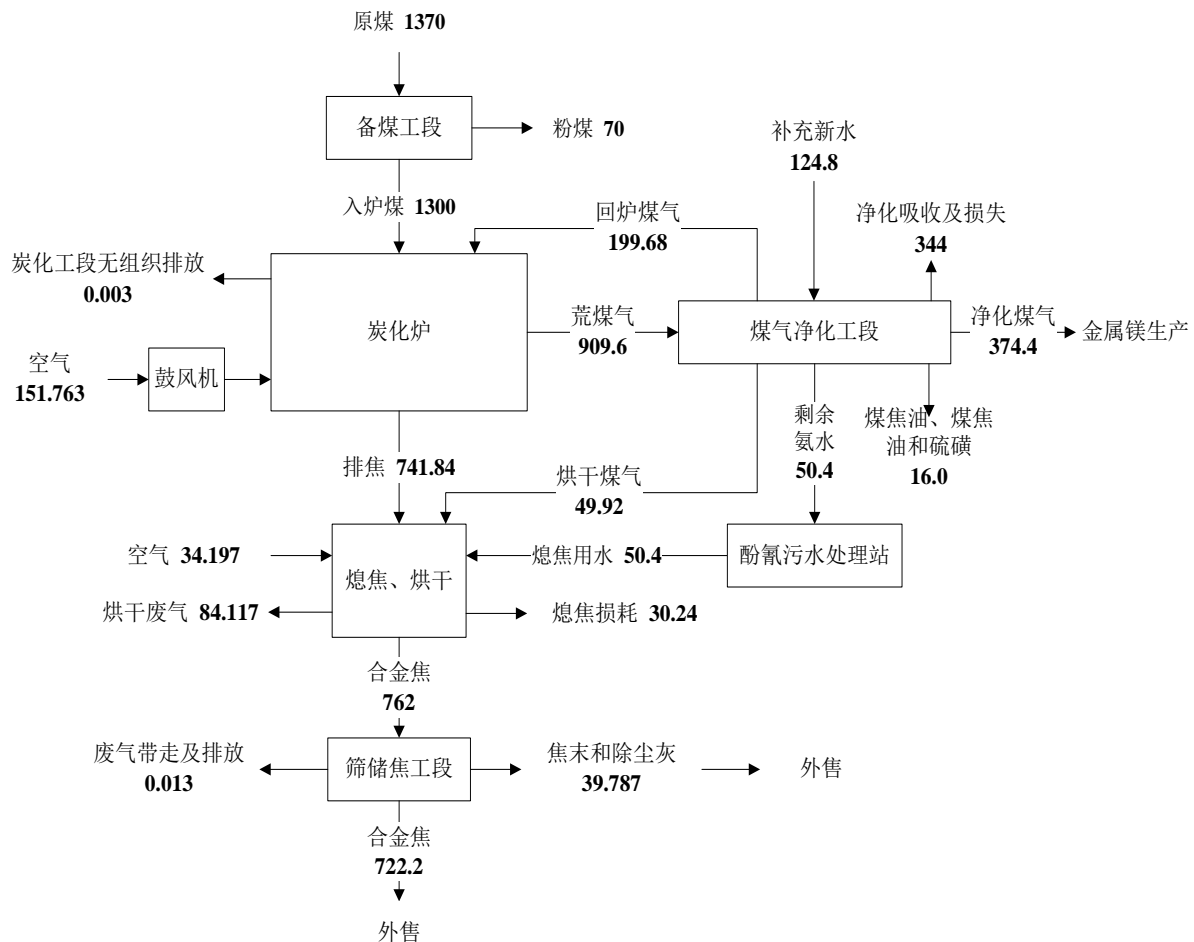 原煤 1370
备煤工段
粉煤 70
补充新水
124.8
入炉煤 1300
回炉煤气
199.68
净化吸收及损失
344
炭化工段无组织排放
0.003
炭化炉
荒煤气
909.6
煤气净化工段
净化煤气
374.4
金属镁生产
空气
151.763
鼓风机
剩余
氨水
50.4
煤焦油、煤焦
油和硫磺
16.0
排焦 741.84
烘干煤气
49.92
空气 34.197
熄焦、烘干
熄焦用水 50.4
酚氰污水处理站
烘干废气 84.117
熄焦损耗 30.24
合金焦
762
废气带走及排放
0.013
筛储焦工段
焦末和除尘灰
39.787
外售
合金焦
722.2
外售